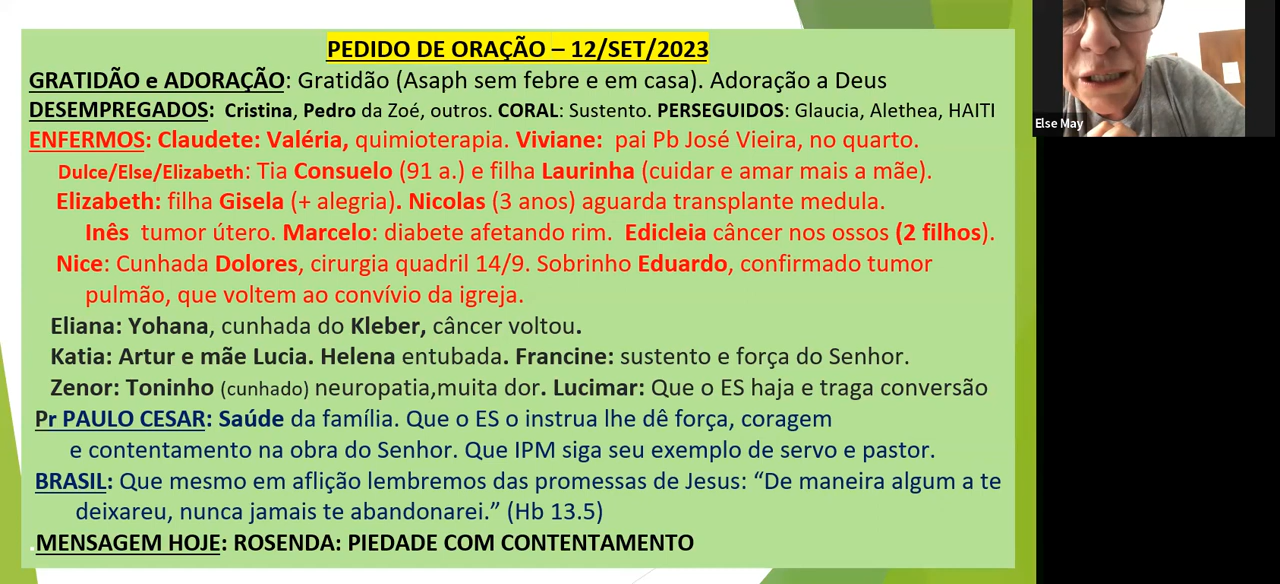 PEDIDO DE ORAÇÃO – 12/SET/2023
GRATIDÃO e ADORAÇÃO: Gratidão (Asaph sem febre e em casa). Adoração a Deus
DESEMPREGADOS: Cristina, Pedro da Zoé, outros. CORAL: Sustento. PERSEGUIDOS: Glaucia, Alethea, HAITI
ENFERMOS: Claudete: Valéria, quimioterapia. Viviane: pai Pb José Vieira, no quarto.
Dulce/Else/Elizabeth: Tia Consuelo (91 a.) e filha Laurinha (cuidar e amar mais a mãe).
Elizabeth: filha Gisela (+ alegria). Nicolas (3 anos) aguarda transplante medula.
Inês tumor útero. Marcelo: diabete afetando rim. Edicleia câncer nos ossos (2 filhos).
Nice: Cunhada Dolores, cirurgia quadril 14/9. Sobrinho Eduardo, confirmado tumor
pulmão, que voltem ao convívio da igreja.
Eliana: Yohana, cunhada do Kleber, câncer voltou.
Katia: Artur e mãe Lucia. Helena entubada. Francine: sustento e força do Senhor.
Zenor: Toninho (cunhado) neuropatia,muita dor. Lucimar: Que o ES haja e traga conversão
Pr PAULO CESAR: Saúde da família. Que o ES o instrua lhe dê força, coragem
e contentamento na obra do Senhor. Que IPM siga seu exemplo de servo e pastor.
BRASIL: Que mesmo em aflição lembremos das promessas de Jesus: “De maneira algum a te
deixareu, nunca jamais te abandonarei.” (Hb 13.5)
.MENSAGEM HOJE: ROSENDA: PIEDADE COM CONTENTAMENTO
Else May